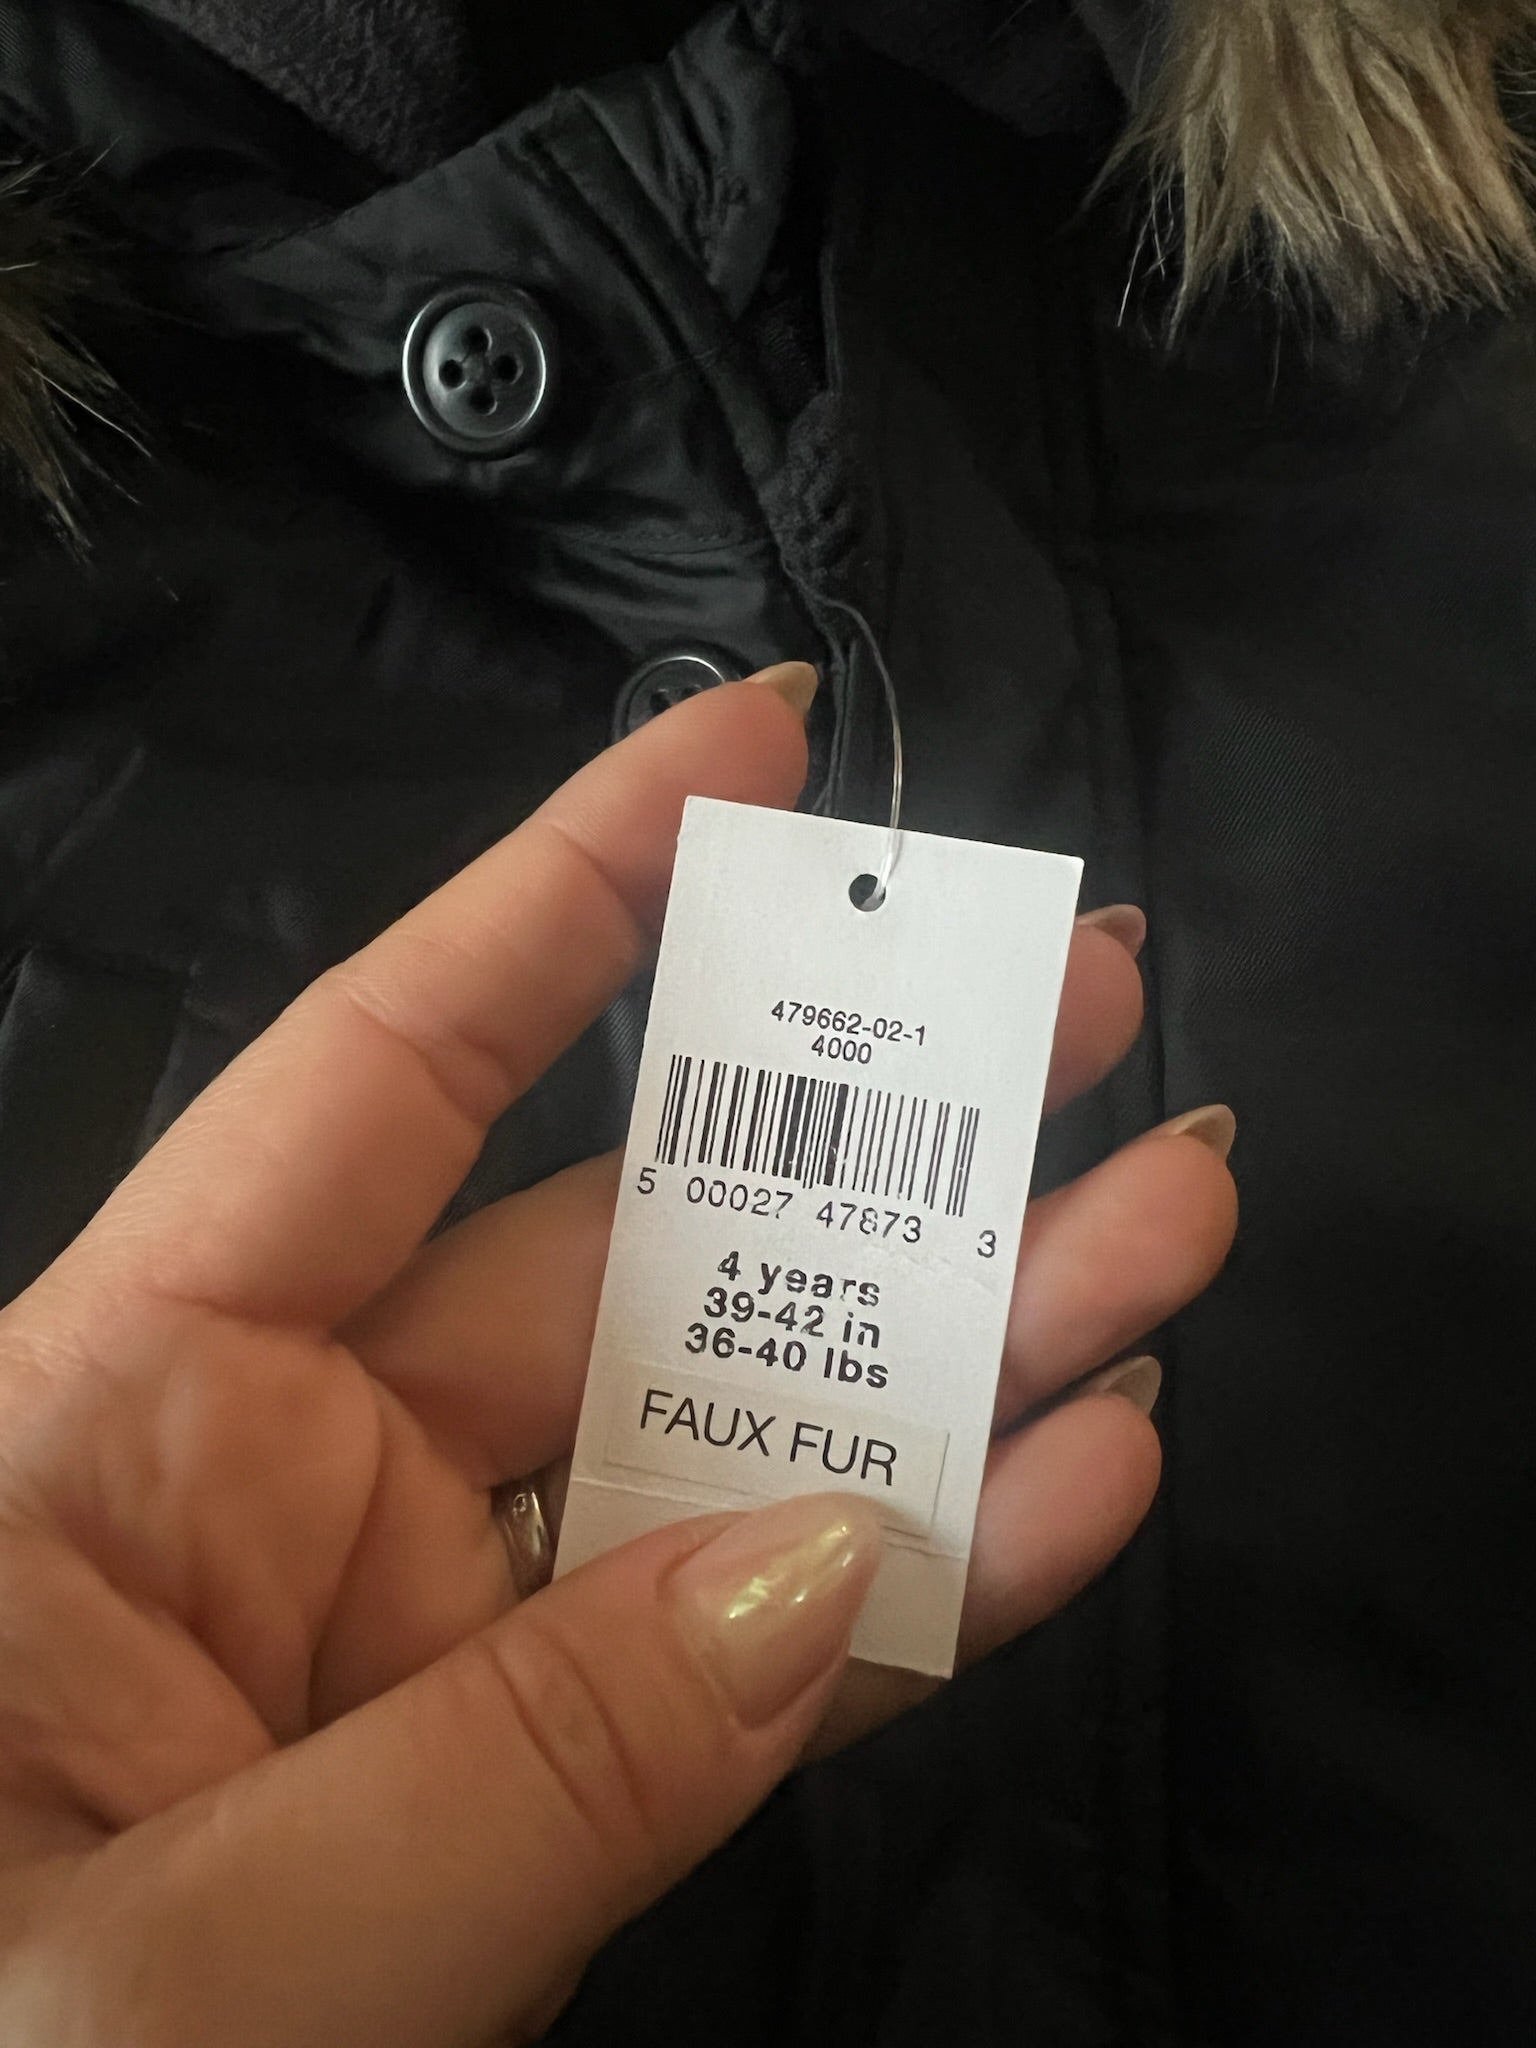 479662-02-1
4000
5 00027 47873 3
4 years
39-42 in
36-40 lbs
FAUX FUR